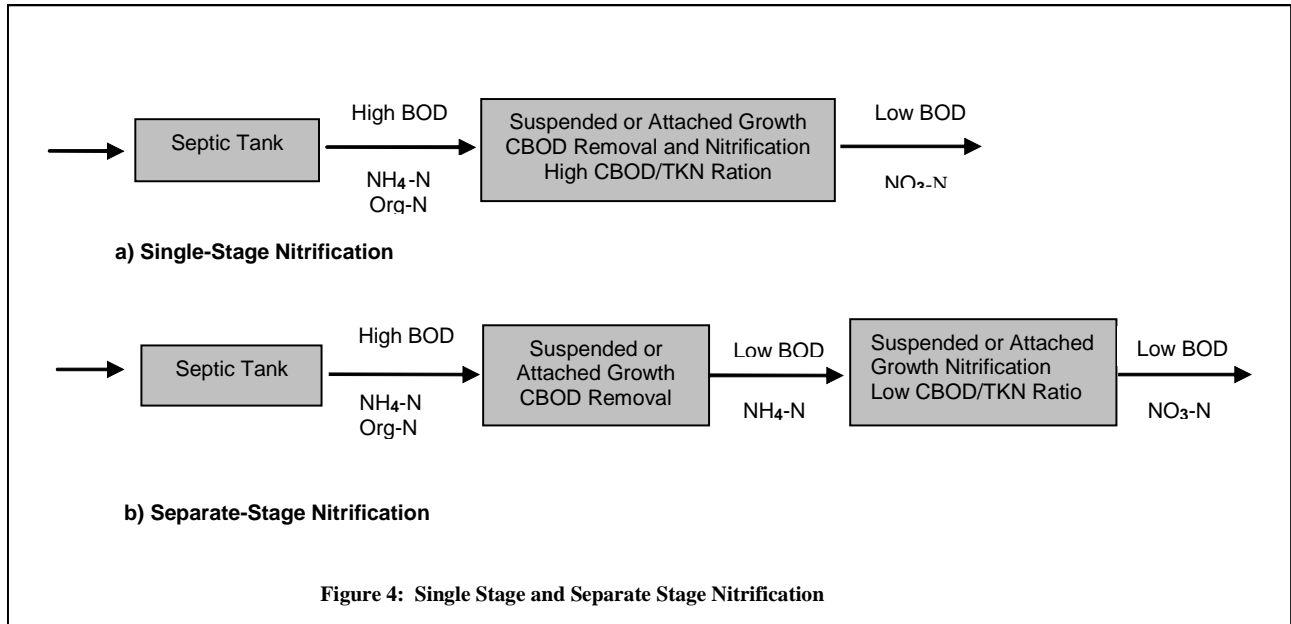 High BOD
Septic Tank
NH₄-N
Org-N
Suspended or Attached Growth
CBOD Removal and Nitrification
High CBOD/TKN Ration
Low BOD
NO₃-N
a) Single-Stage Nitrification
High BOD
Septic Tank
NH₄-N
Org-N
Suspended or
Attached Growth
CBOD Removal
Low BOD
NH₄-N
Suspended or Attached
Growth Nitrification
Low CBOD/TKN Ratio
Low BOD
NO₃-N
b) Separate-Stage Nitrification
Figure 4: Single Stage and Separate Stage Nitrification